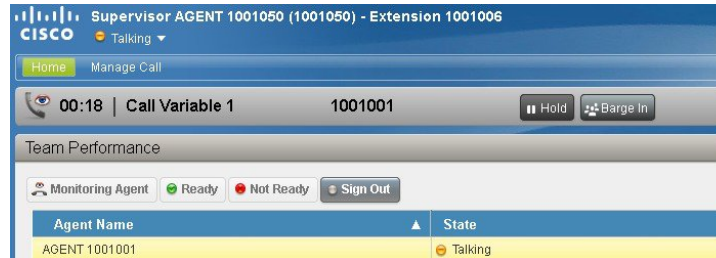 CISCO
Supervisor AGENT 1001050 (1001050) - Extension 1001006
Talking
Home Manage Call
00:18 | Call Variable 1 1001001 Hold Barge In
Team Performance
Monitoring Agent Ready Not Ready Sign Out
Agent Name State
AGENT 1001001 Talking